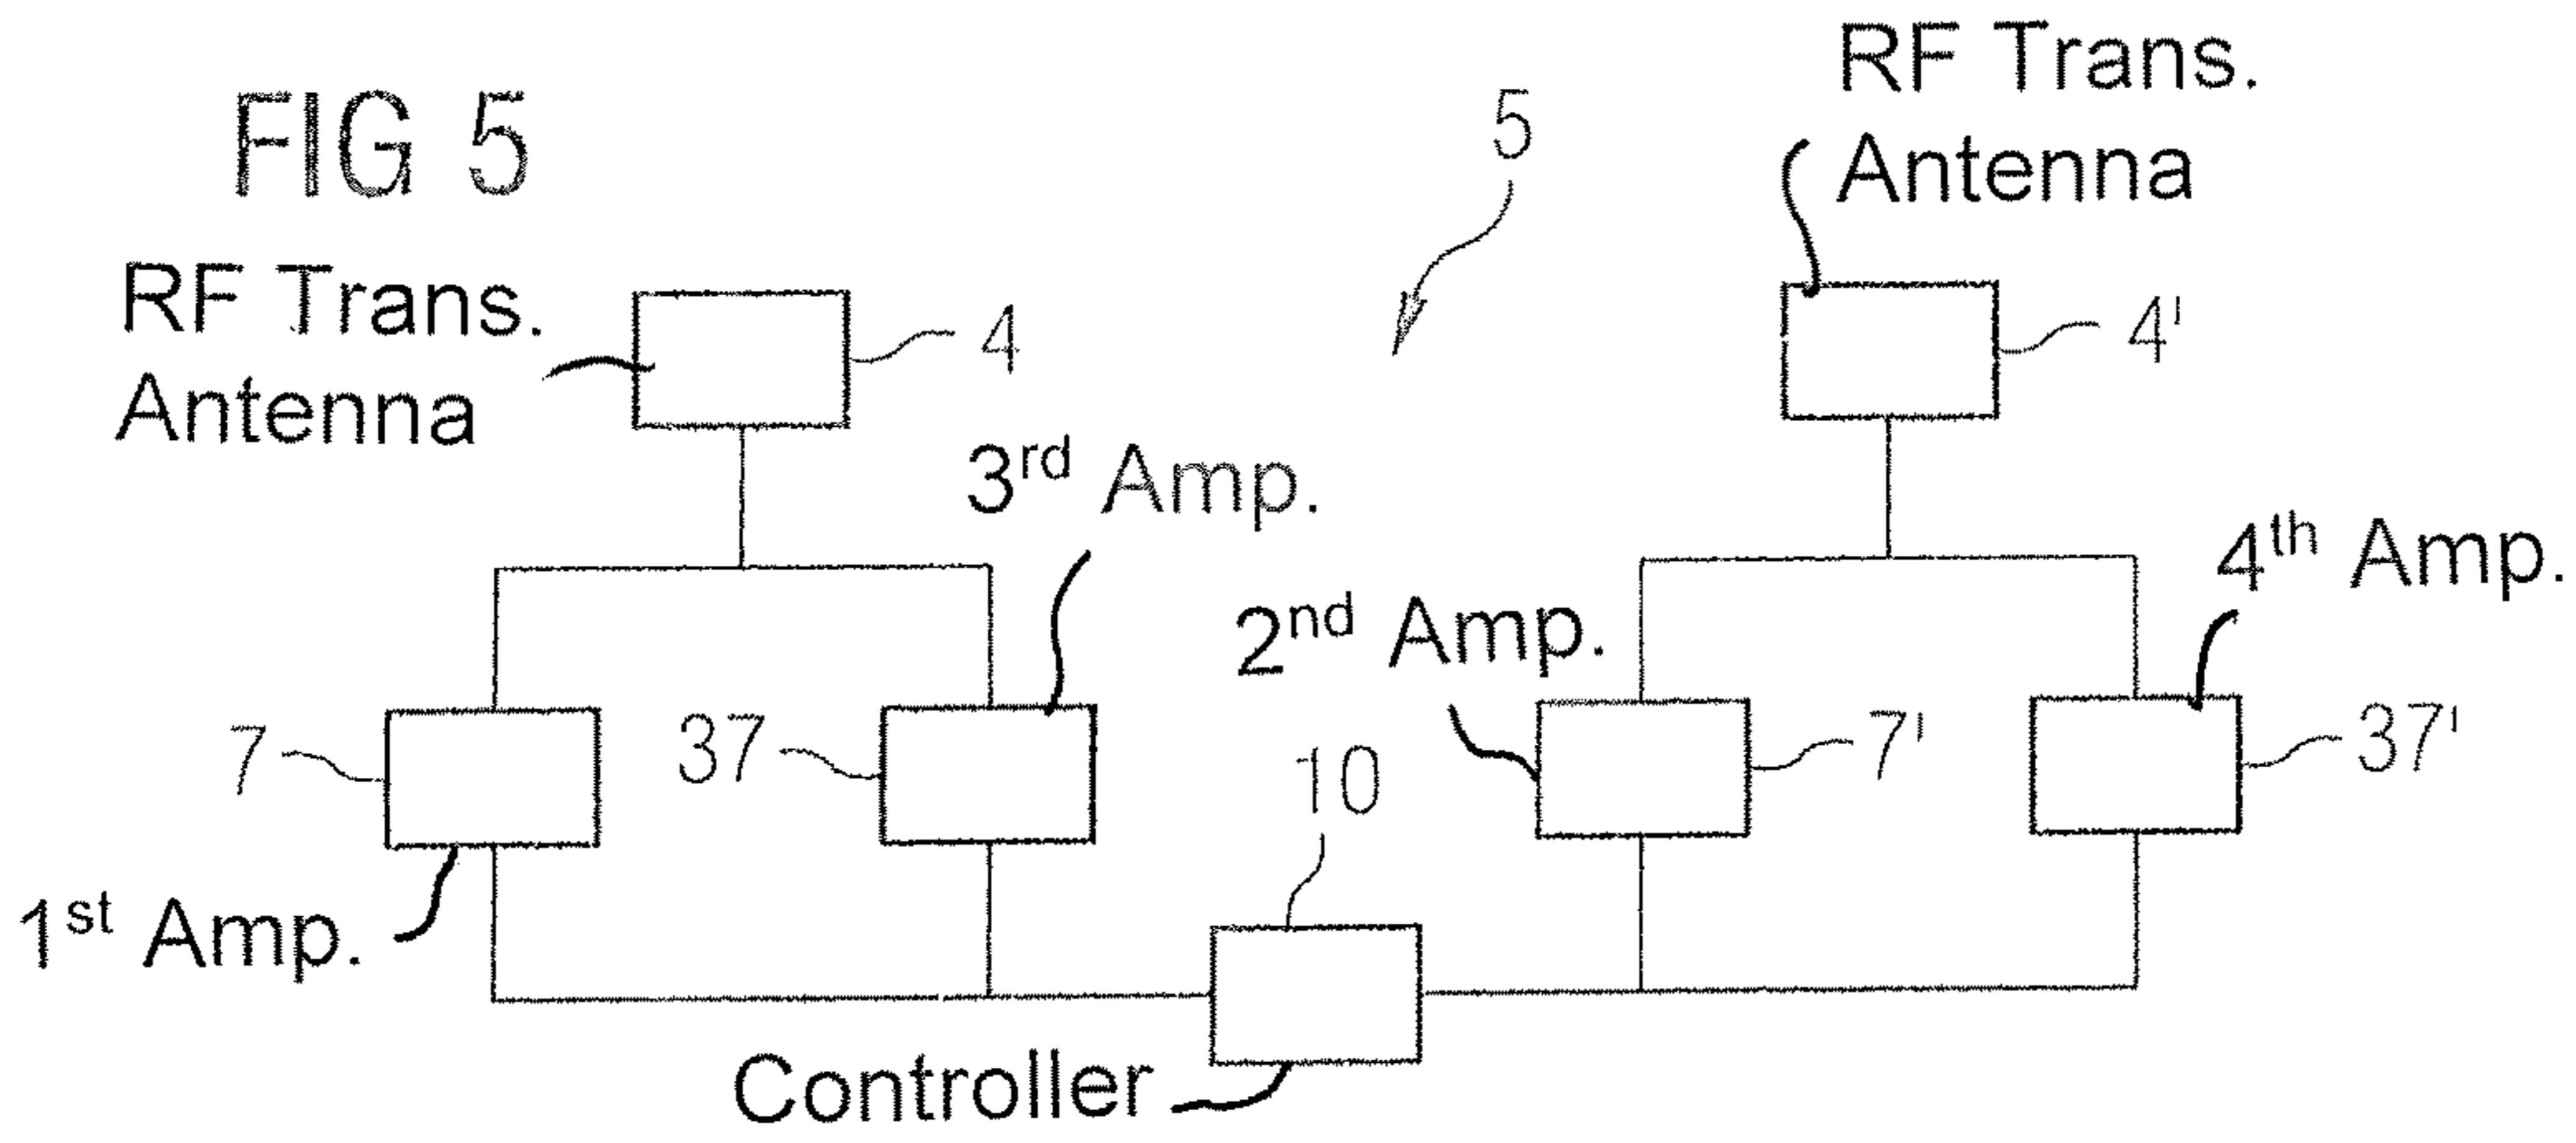 FIG 5
RF Trans.
Antenna
4
5
RF Trans.
Antenna
4'
3rd Amp.
2nd Amp.
4th Amp.
7
37
10
7'
37'
1st Amp.
Controller